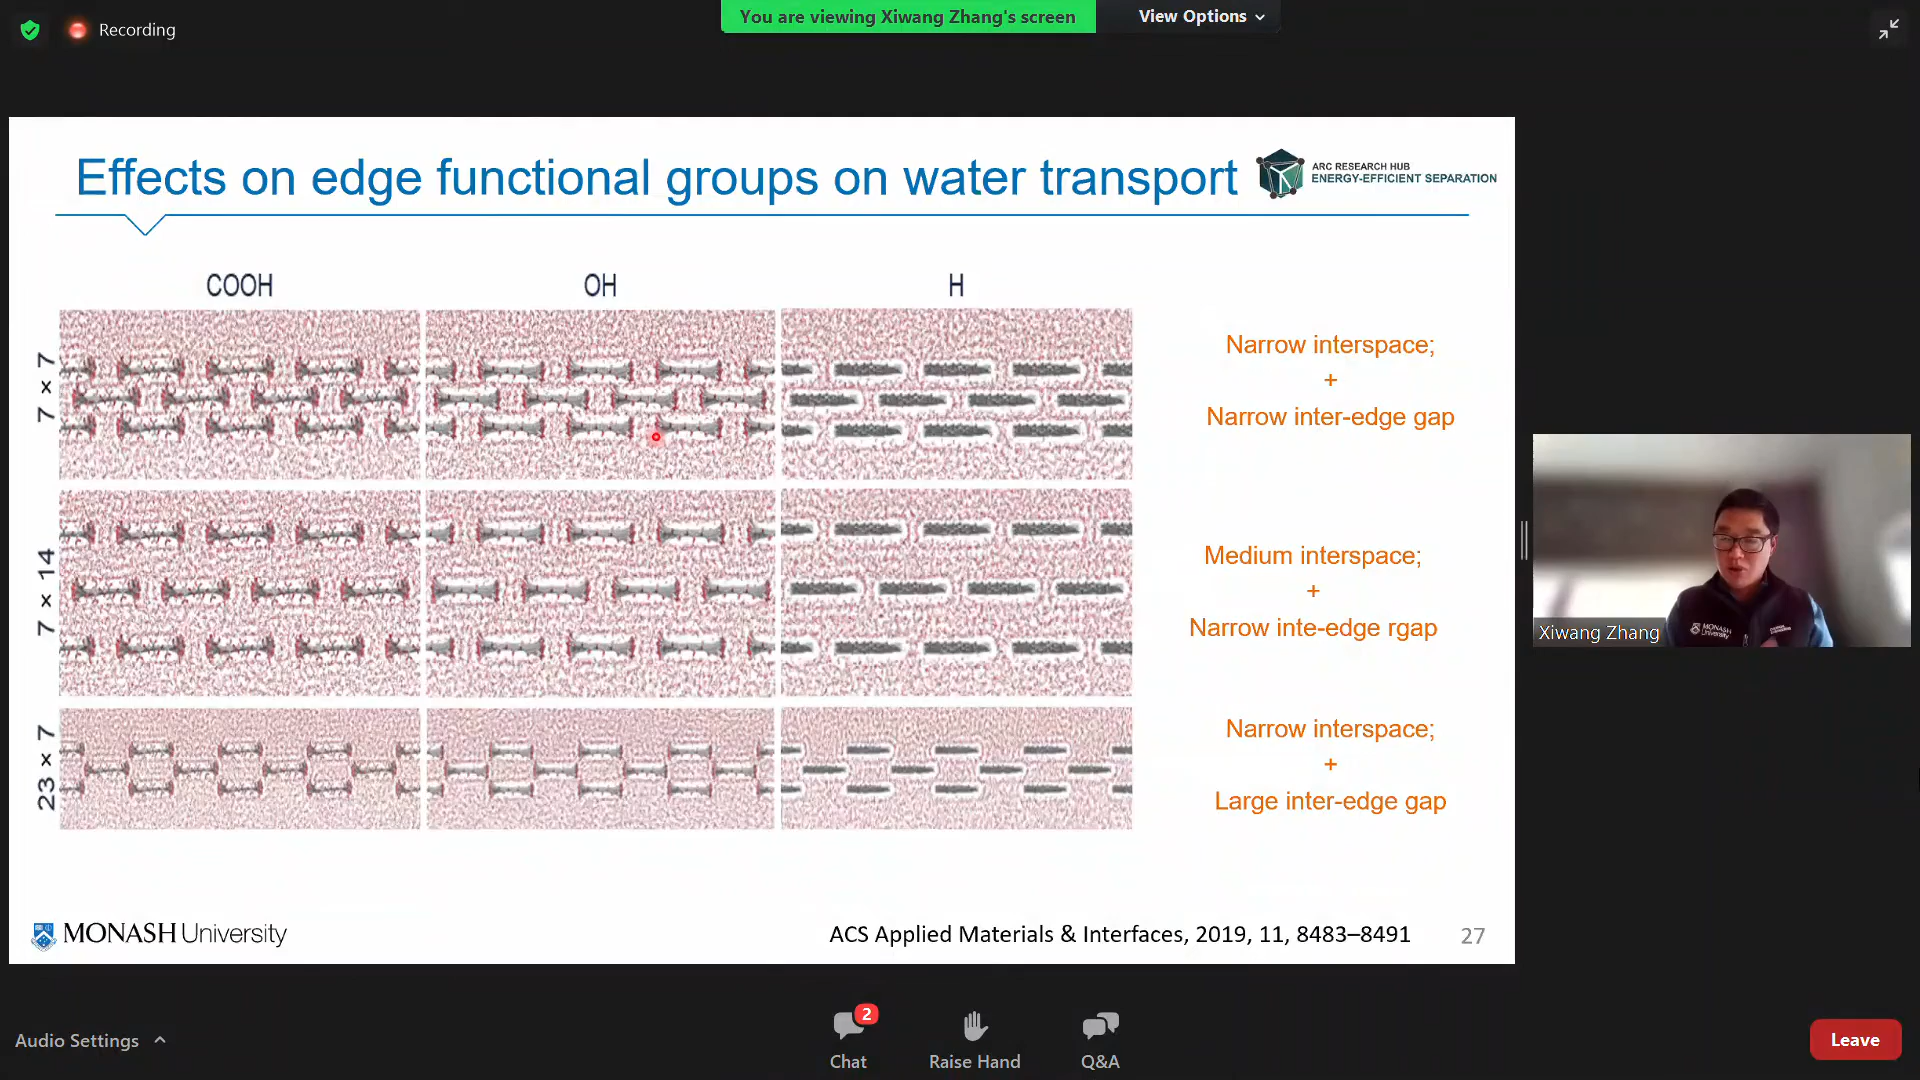 You are viewing Xiwang Zhang's screen
View Options
Recording
Effects on edge functional groups on water transport
ARC RESEARCH HUB
ENERGY-EFFICIENT SEPARATION
COOH
OH
H
7 × 7
Narrow interspace;
+
Narrow inter-edge gap
7 × 14
Medium interspace;
+
Narrow inte-edge rgap
23 × 7
Narrow interspace;
+
Large inter-edge gap
MONASH University
ACS Applied Materials & Interfaces, 2019, 11, 8483–8491
27
MONASH
University
Xiwang Zhang
Audio Settings
2
Chat
Raise Hand
Q&A
Leave